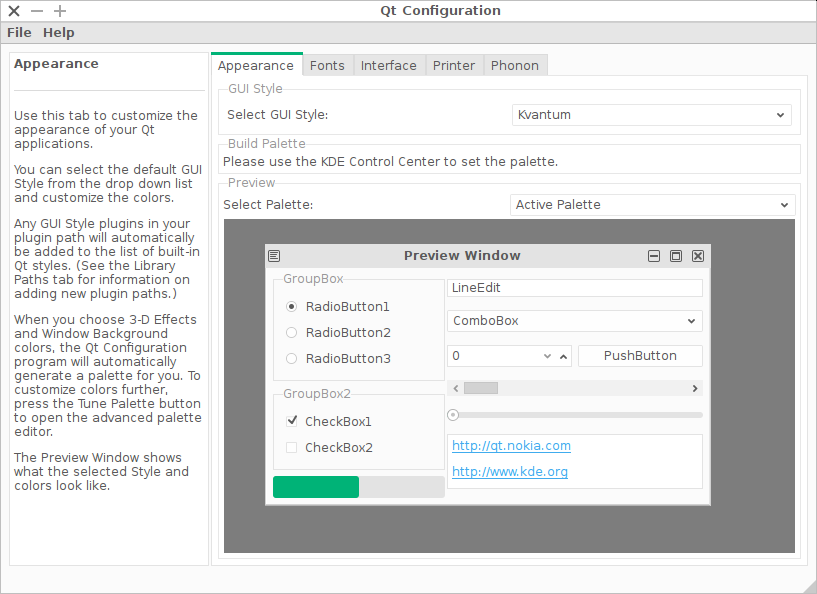 Qt Configuration
File Help
Appearance
Use this tab to customize the
appearance of your Qt
applications.
You can select the default GUI
Style from the drop down list
and customize the colors.
Any GUI Style plugins in your
plugin path will automatically
be added to the list of built-in
Qt styles. (See the Library
Paths tab for information on
adding new plugin paths.)
When you choose 3-D Effects
and Window Background
colors, the Qt Configuration
program will automatically
generate a palette for you. To
customize colors further,
press the Tune Palette button
to open the advanced palette
editor.
The Preview Window shows
what the selected Style and
colors look like.
Appearance Fonts Interface Printer Phonon
GUI Style
Select GUI Style: Kvantum
Build Palette
Please use the KDE Control Center to set the palette.
Preview
Select Palette: Active Palette
Preview Window
GroupBox
RadioButton1
RadioButton2
RadioButton3
GroupBox2
CheckBox1
CheckBox2
LineEdit
ComboBox
0 PushButton
http://qt.nokia.com
http://www.kde.org